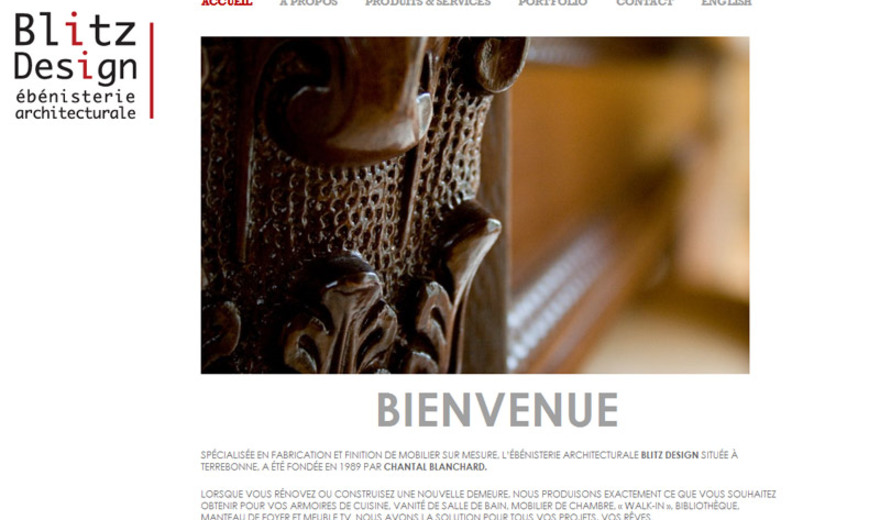 ACCUEIL À PROPOS PRODUITS & SERVICES PORTFOLIO CONTACT ENGLISH
Blitz
Design
ébénisterie
architecturale
BIENVENUE
SPÉCIALISÉE EN FABRICATION ET FINITION DE MOBILIER SUR MESURE, L'ÉBÉNISTERIE ARCHITECTURALE BLITZ DESIGN SITUÉE À
TERREBONNE, A ÉTÉ FONDÉE EN 1989 PAR CHANTAL BLANCHARD.
LORSQUE VOUS RÉNOVEZ OU CONSTRUISEZ UNE NOUVELLE DEMEURE, NOUS PRODUISONS EXACTEMENT CE QUE VOUS SOUHAITEZ
OBTENIR POUR VOS ARMOIRES DE CUISINE, VANITÉ DE SALLE DE BAIN, MOBILIER DE CHAMBRE, « WALK-IN », BIBLIOTHÈQUE,
MANTEAU DE FOYER ET MEUBLE TV. NOUS AVONS LA SOLUTION POUR TOUS VOS PROJETS, VOS RÊVES.